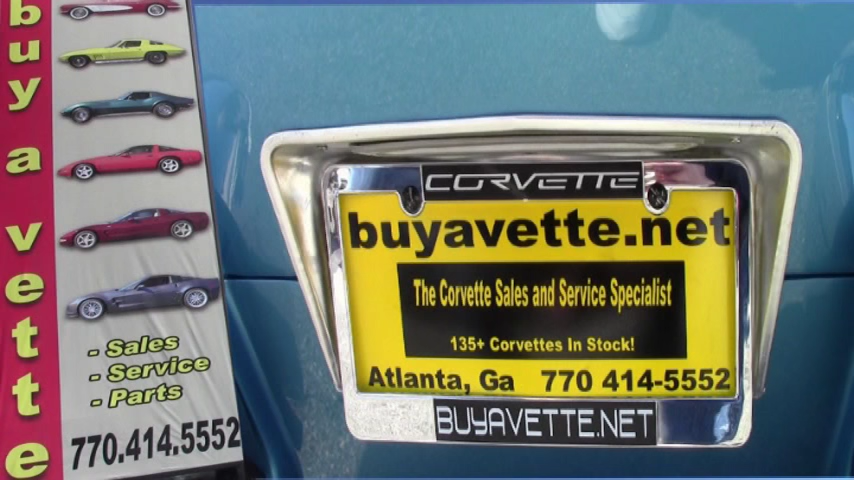 buy a vette
- Sales
- Service
- Parts
770.414.5552
CORVETTE
buyavette.net
The Corvette Sales and Service Specialist
135+ Corvettes In Stock!
Atlanta, Ga 770 414-5552
BUYAVETTE.NET